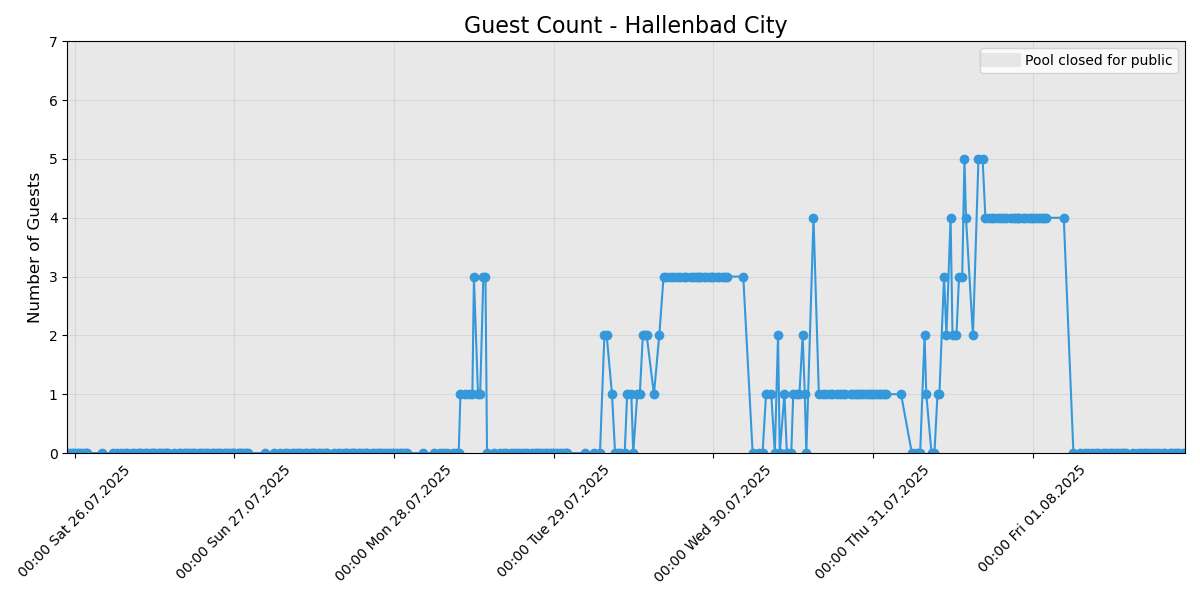 Guest Count - Hallenbad City
Pool closed for public
Number of Guests
7
6
5
4
3
2
1
0
00:00 Sat 26.07.2025
00:00 Sun 27.07.2025
00:00 Mon 28.07.2025
00:00 Tue 29.07.2025
00:00 Wed 30.07.2025
00:00 Thu 31.07.2025
00:00 Fri 01.08.2025